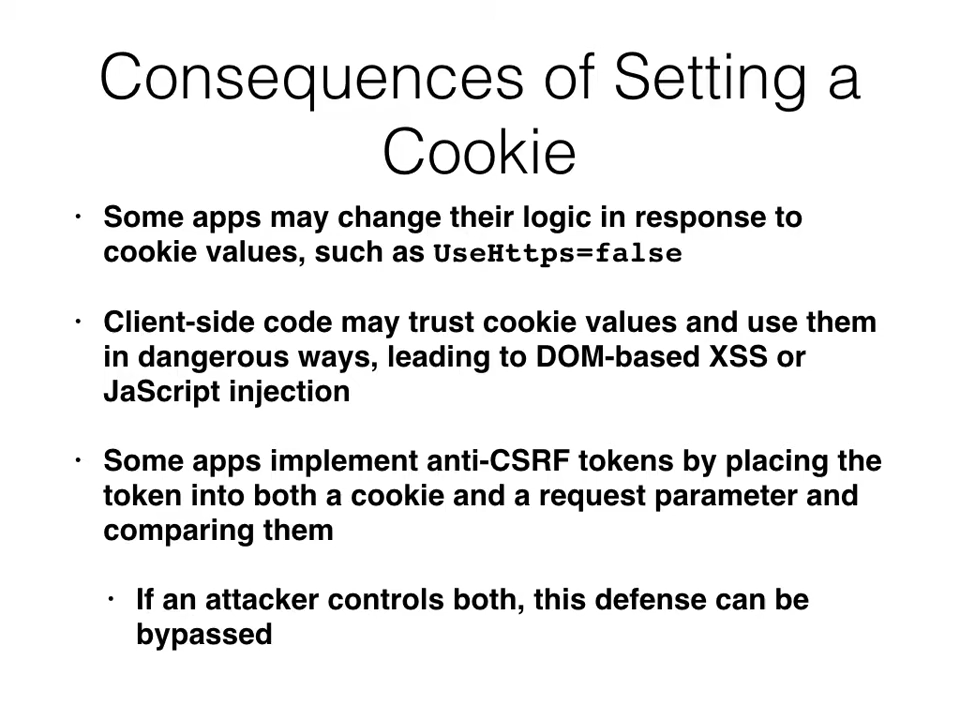 Consequences of Setting a
Cookie
• Some apps may change their logic in response to
cookie values, such as UseHttps=false
• Client-side code may trust cookie values and use them
in dangerous ways, leading to DOM-based XSS or
JaScript injection
• Some apps implement anti-CSRF tokens by placing the
token into both a cookie and a request parameter and
comparing them
• If an attacker controls both, this defense can be
bypassed